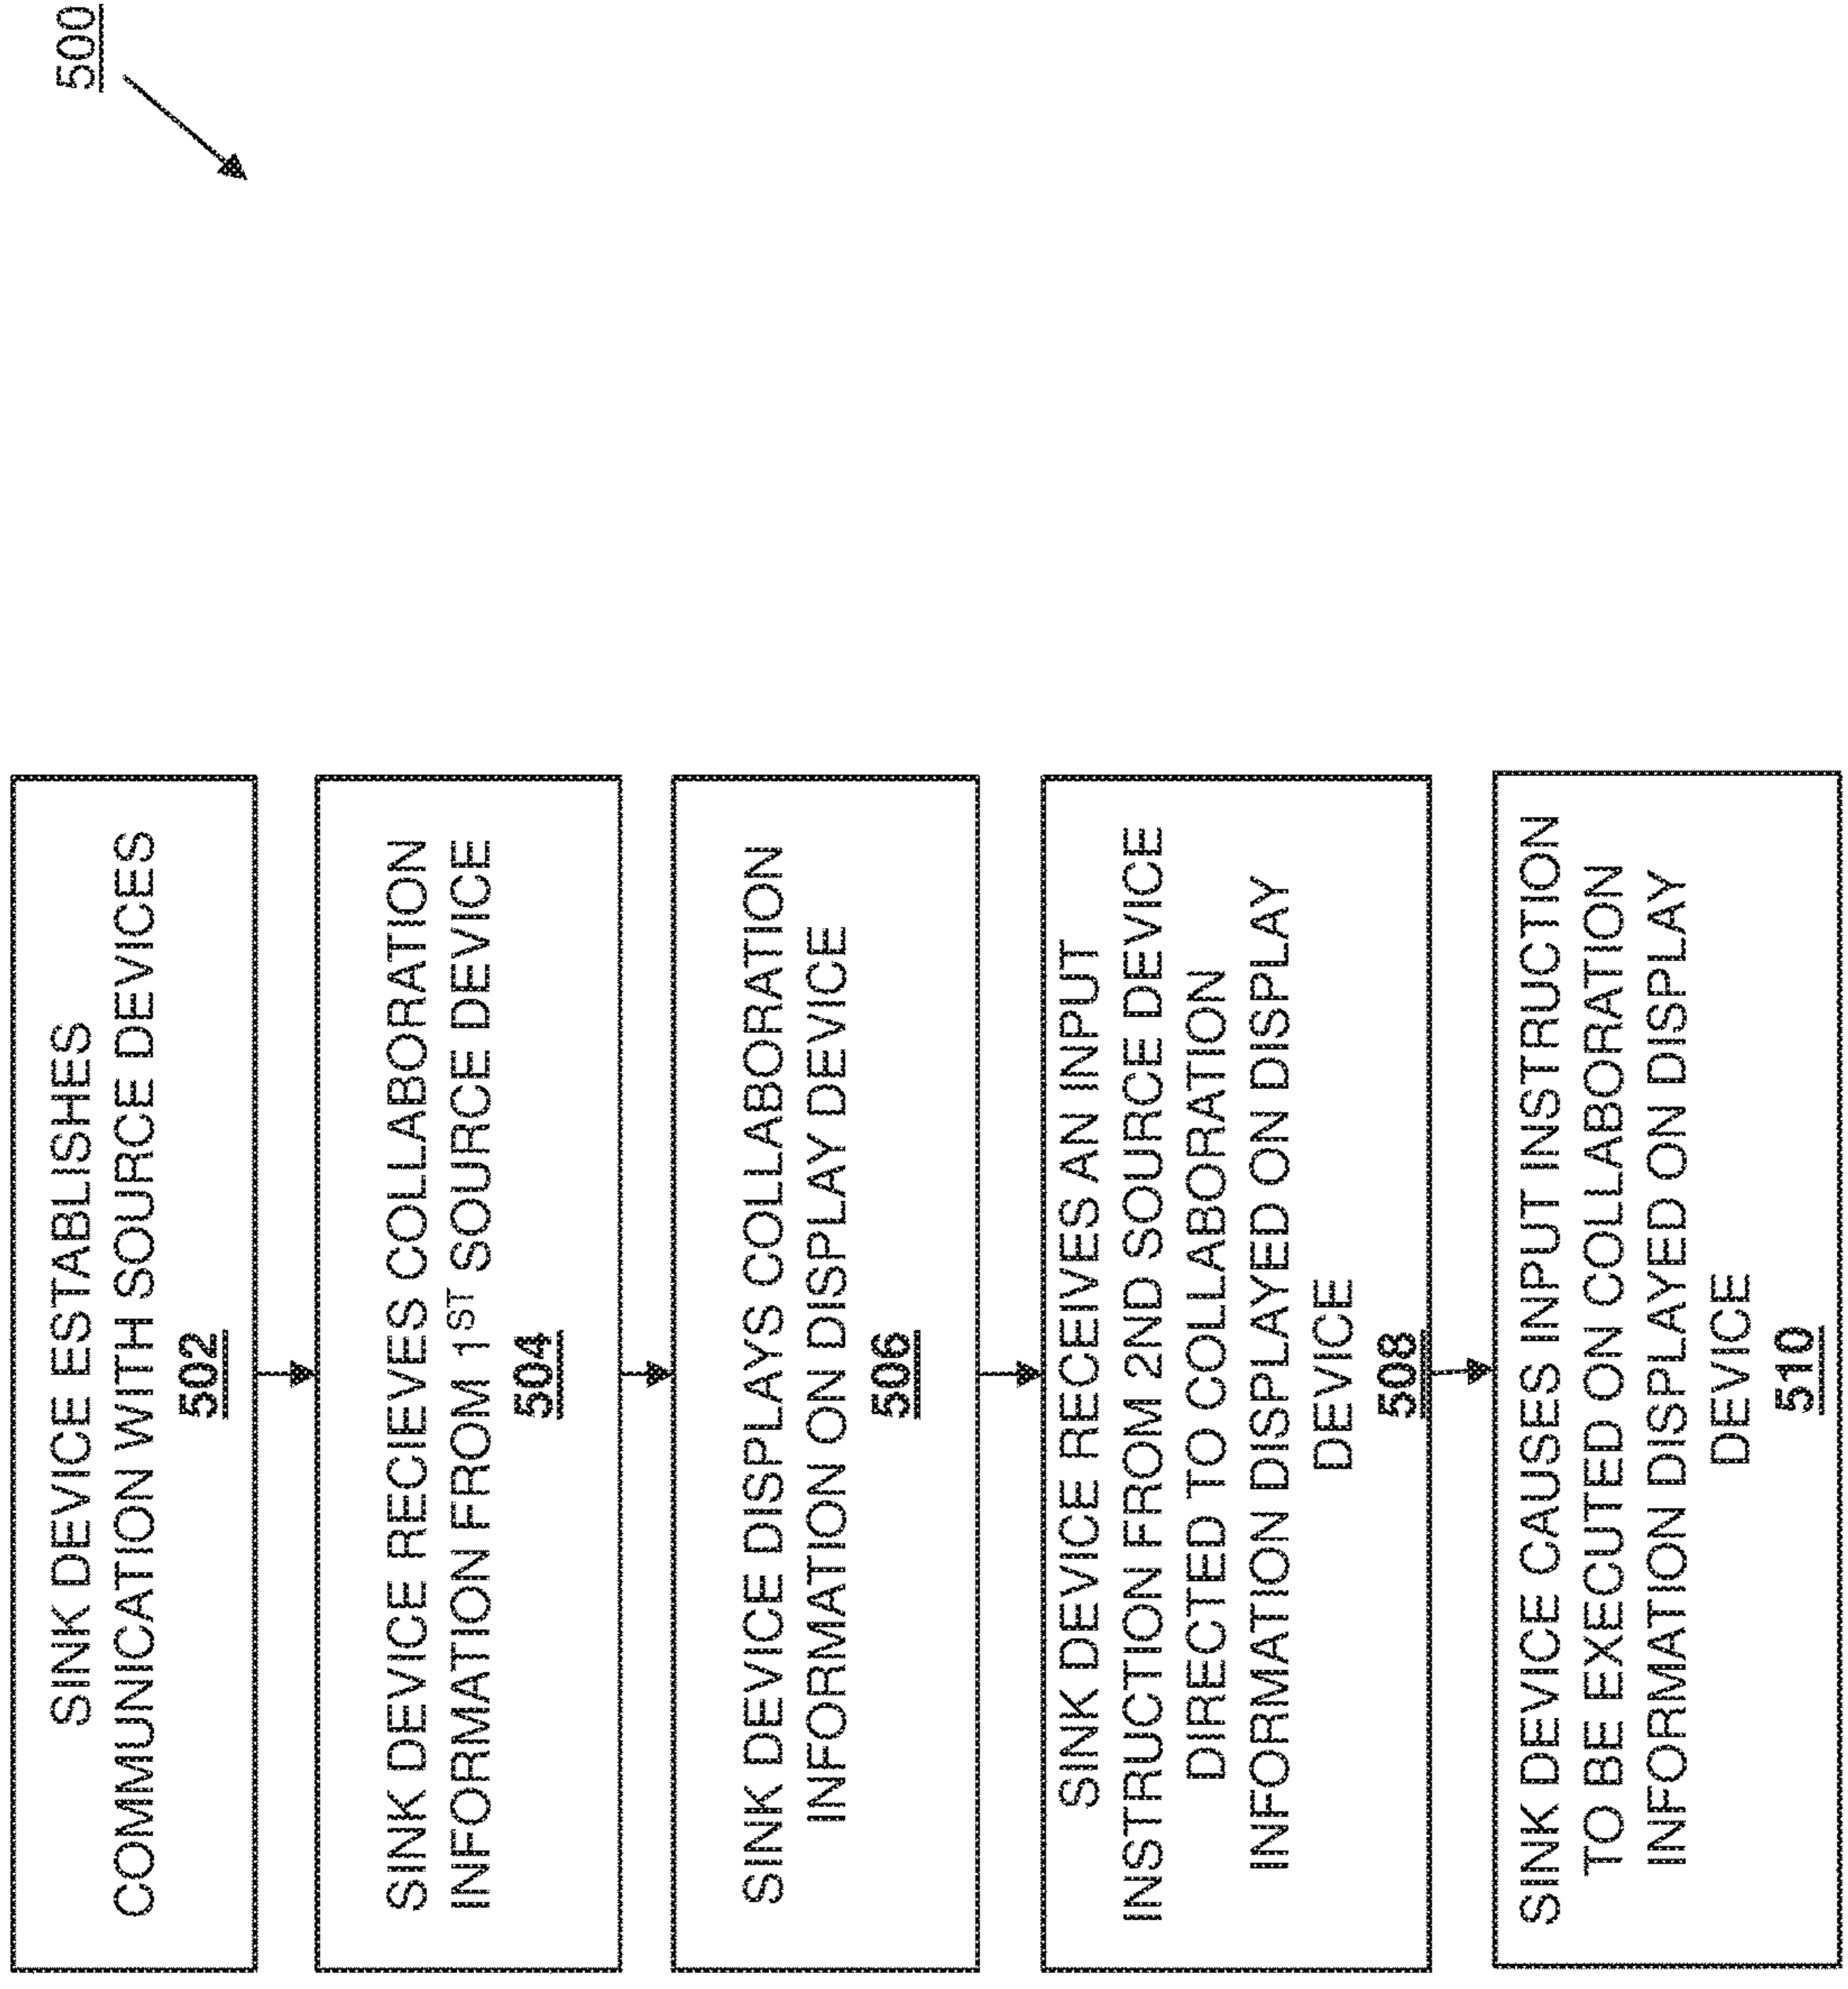 500
SINK DEVICE ESTABLISHES
COMMUNICATION WITH SOURCE DEVICES
502
SINK DEVICE RECIEVES COLLABORATION
INFORMATION FROM 1ST SOURCE DEVICE
504
SINK DEVICE DISPLAYS COLLABORATION
INFORMATION ON DISPLAY DEVICE
506
SINK DEVICE RECEIVES AN INPUT
INSTRUCTION FROM 2ND SOURCE DEVICE
DIRECTED TO COLLABORATION
INFORMATION DISPLAYED ON DISPLAY
DEVICE
508
SINK DEVICE CAUSES INPUT INSTRUCTION
TO BE EXECUTED ON COLLABORATION
INFORMATION DISPLAYED ON DISPLAY
DEVICE
510